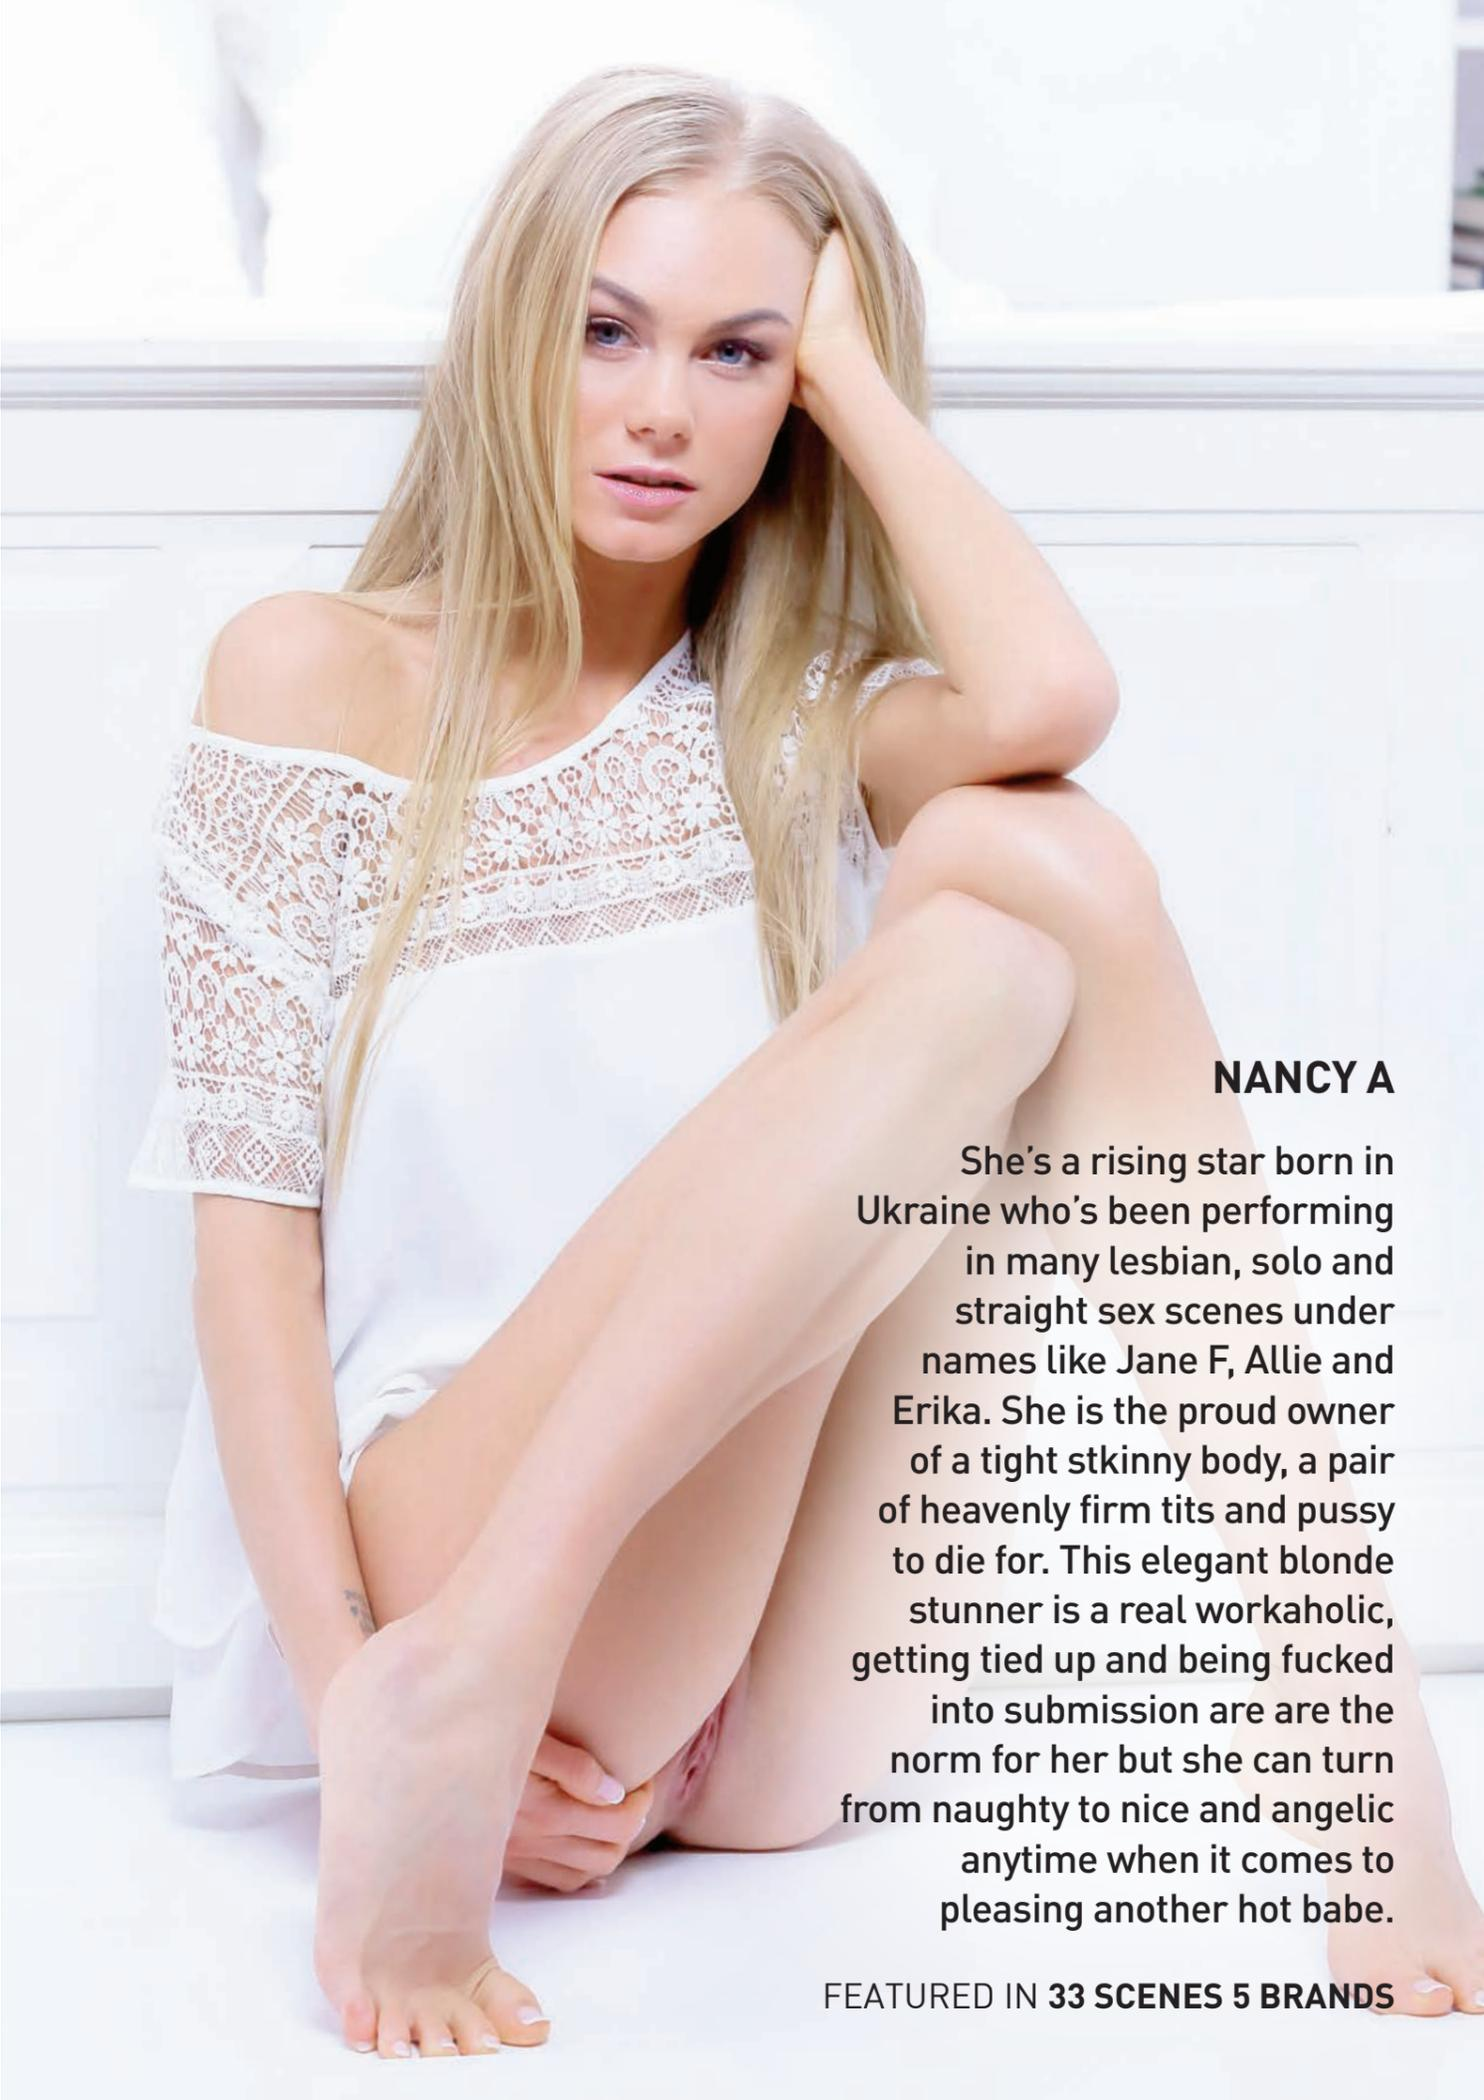 NANCY A
She's a rising star born in
Ukraine who's been performing
in many lesbian, solo and
straight sex scenes under
names like Jane F, Allie and
Erika. She is the proud owner
of a tight stkinny body, a pair
of heavenly firm tits and pussy
to die for. This elegant blonde
stunner is a real workaholic,
getting tied up and being fucked
into submission are are the
norm for her but she can turn
from naughty to nice and angelic
anytime when it comes to
pleasing another hot babe.
FEATURED IN 33 SCENES 5 BRANDS